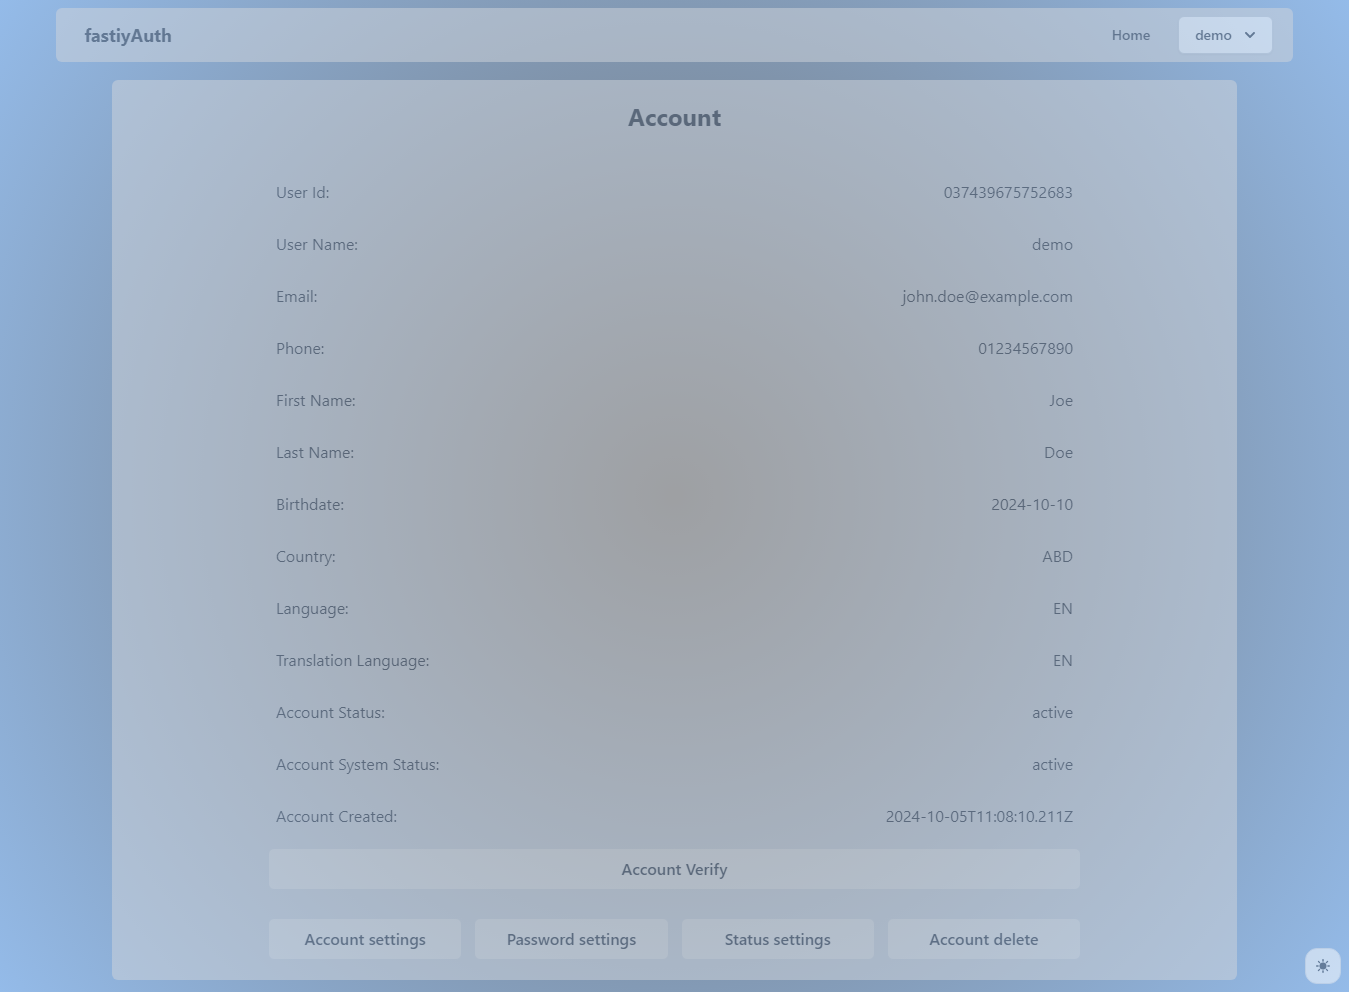 fastiyAuth
Home
demo
Account
User Id: 037439675752683
User Name: demo
Email: john.doe@example.com
Phone: 01234567890
First Name: Joe
Last Name: Doe
Birthdate: 2024-10-10
Country: ABD
Language: EN
Translation Language: EN
Account Status: active
Account System Status: active
Account Created: 2024-10-05T11:08:10.211Z
Account Verify
Account settings
Password settings
Status settings
Account delete